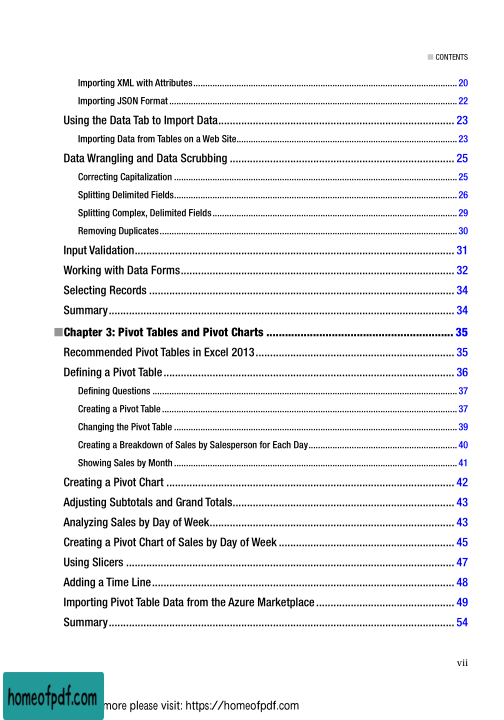 ■ CONTENTS
Importing XML with Attributes.......... 20
Importing JSON Format.......... 22
Using the Data Tab to Import Data.......... 23
Importing Data from Tables on a Web Site.......... 23
Data Wrangling and Data Scrubbing .......... 25
Correcting Capitalization .......... 25
Splitting Delimited Fields.......... 26
Splitting Complex, Delimited Fields.......... 29
Removing Duplicates.......... 30
Input Validation.......... 31
Working with Data Forms.......... 32
Selecting Records .......... 34
Summary.......... 34
■Chapter 3: Pivot Tables and Pivot Charts .......... 35
Recommended Pivot Tables in Excel 2013.......... 35
Defining a Pivot Table.......... 36
Defining Questions .......... 37
Creating a Pivot Table.......... 37
Changing the Pivot Table .......... 39
Creating a Breakdown of Sales by Salesperson for Each Day.......... 40
Showing Sales by Month.......... 41
Creating a Pivot Chart .......... 42
Adjusting Subtotals and Grand Totals.......... 43
Analyzing Sales by Day of Week.......... 43
Creating a Pivot Chart of Sales by Day of Week .......... 45
Using Slicers .......... 47
Adding a Time Line.......... 48
Importing Pivot Table Data from the Azure Marketplace.......... 49
Summary.......... 54
vii
homeofpdf.com more please visit: https://homeofpdf.com